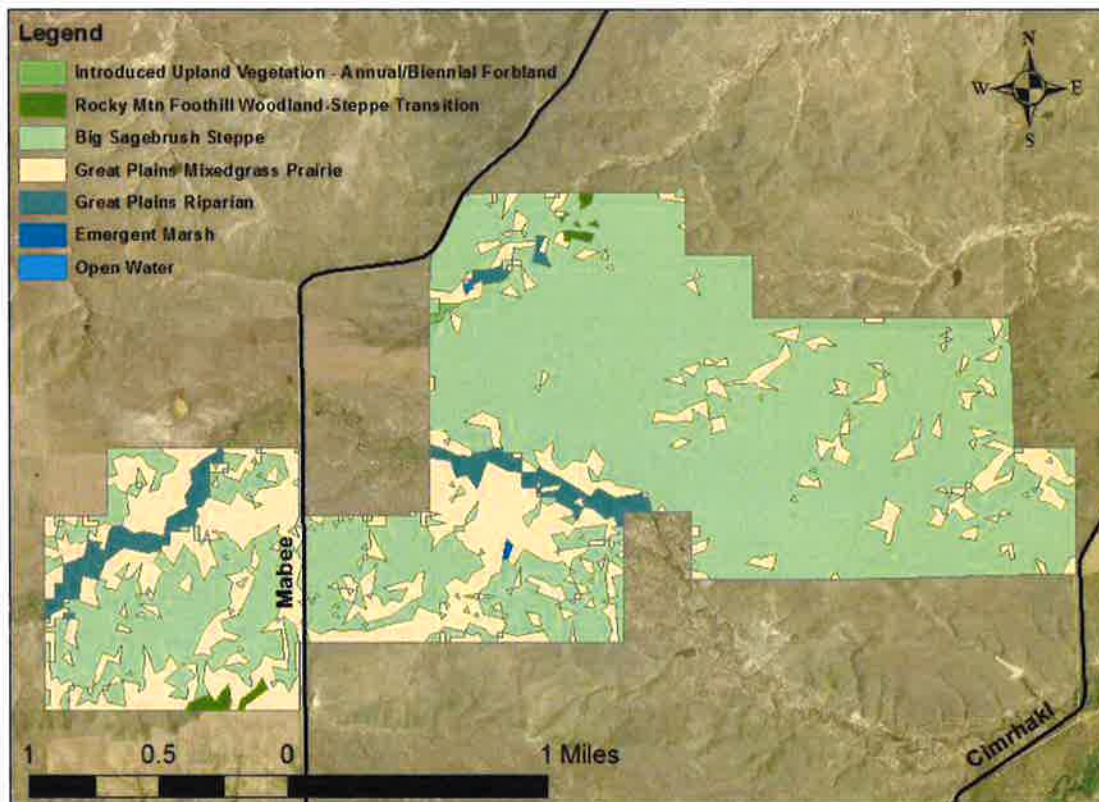 Legend
Introduced Upland Vegetation - Annual/Biennial Forbland
Rocky Mtn Foothill Woodland-Steppe Transition
Big Sagebrush Steppe
Great Plains Mixedgrass Prairie
Great Plains Riparian
Emergent Marsh
Open Water
N
W E
S
Mabee
Cimrhakl
1 0.5 0 1 Miles